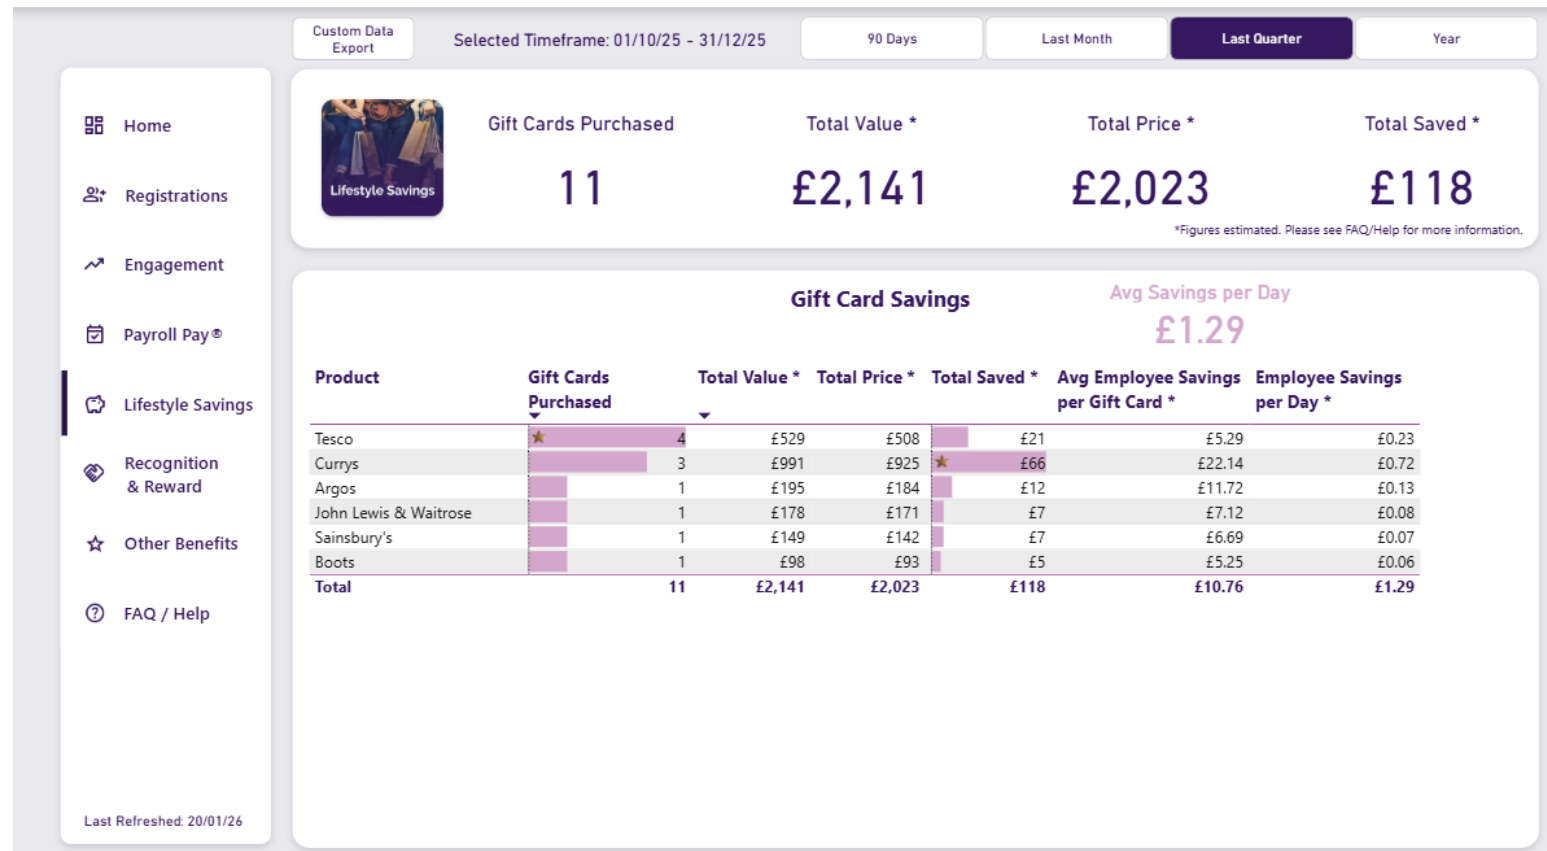 Custom Data
Export
Selected Timeframe: 01/10/25 - 31/12/25
90 Days
Last Month
Last Quarter
Year
Home
Registrations
Engagement
Payroll Pay®
Lifestyle Savings
Recognition
& Reward
Other Benefits
FAQ / Help
Last Refreshed: 20/01/26
Lifestyle Savings
Gift Cards Purchased
11
Total Value *
£2,141
Total Price *
£2,023
Total Saved *
£118
*Figures estimated. Please see FAQ/Help for more information.
Gift Card Savings
Avg Savings per Day
£1.29
Product Gift Cards Purchased Total Value * Total Price * Total Saved * Avg Employee Savings per Gift Card * Employee Savings per Day *
Tesco 4 £529 £508 £21 £5.29 £0.23
Currys 3 £991 £925 £66 £22.14 £0.72
Argos 1 £195 £184 £12 £11.72 £0.13
John Lewis & Waitrose 1 £178 £171 £7 £7.12 £0.08
Sainsbury's 1 £149 £142 £7 £6.69 £0.07
Boots 1 £98 £93 £5 £5.25 £0.06
Total 11 £2,141 £2,023 £118 £10.76 £1.29